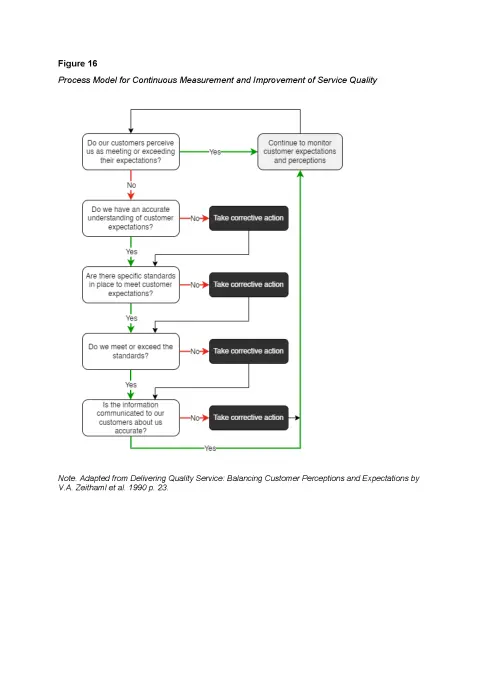 Figure 16
Process Model for Continuous Measurement and Improvement of Service Quality
Do our customers perceive
us as meeting or exceeding
their expectations?
Yes
Continue to monitor
customer expectations
and perceptions
No
Do we have an accurate
understanding of customer
expectations?
No
Take corrective action
Yes
Are there specific standards
in place to meet customer
expectations?
No
Take corrective action
Yes
Do we meet or exceed the
standards?
No
Take corrective action
Yes
Is the information
communicated to our
customers about us
accurate?
No
Take corrective action
Yes
Note. Adapted from Delivering Quality Service: Balancing Customer Perceptions and Expectations by
V.A. Zeithaml et al. 1990 p. 23.